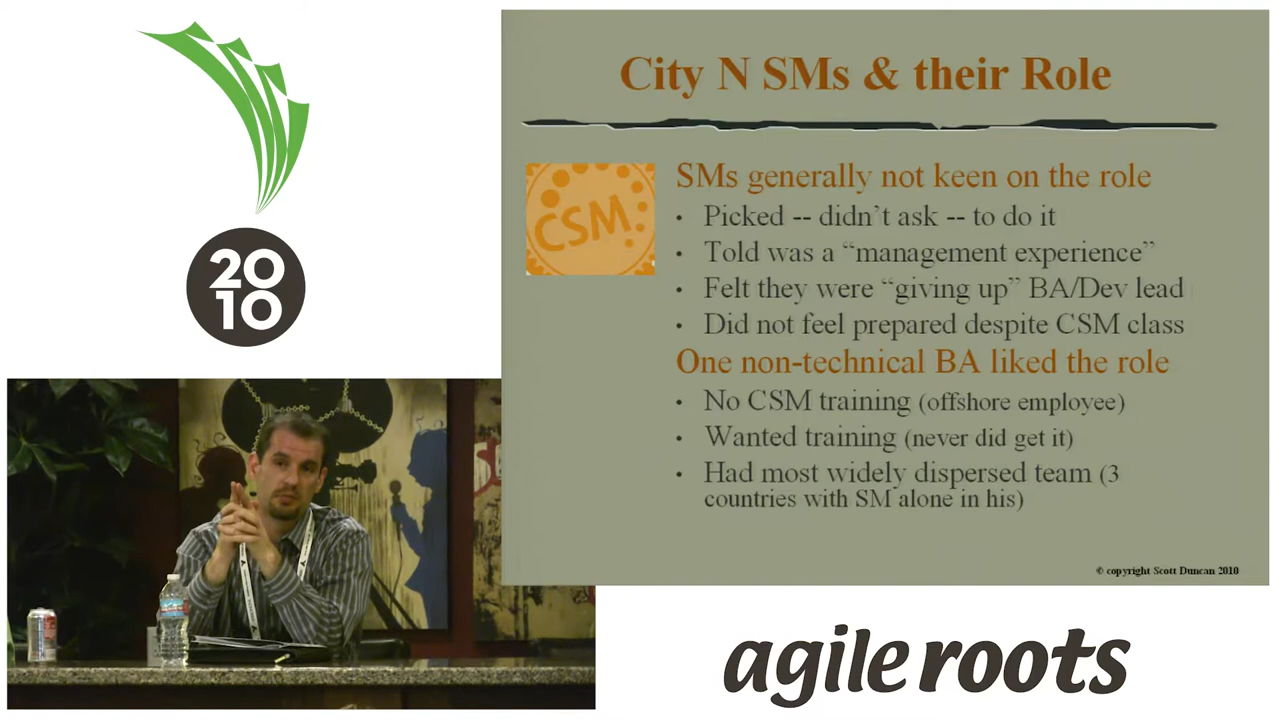 20
10
City N SMs & their Role
CSM
SMs generally not keen on the role
• Picked -- didn't ask -- to do it
• Told was a “management experience”
• Felt they were “giving up” BA/Dev lead
• Did not feel prepared despite CSM class
One non-technical BA liked the role
• No CSM training (offshore employee)
• Wanted training (never did get it)
• Had most widely dispersed team (3
countries with SM alone in his)
© copyright Scott Duncan 2010
agile roots